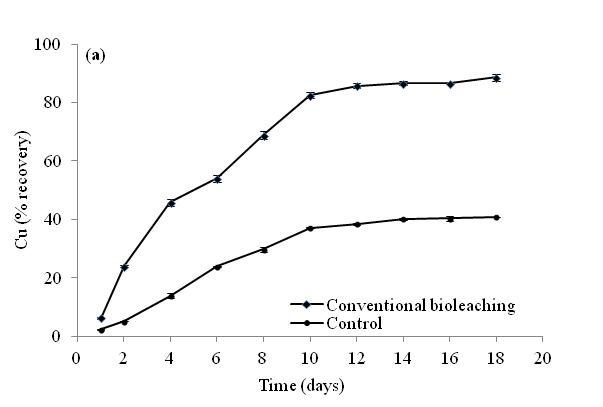 (a)
100
80
60
40
20
0
Cu (% recovery)
0 2 4 6 8 10 12 14 16 18 20
Time (days)
Conventional bioleaching
Control